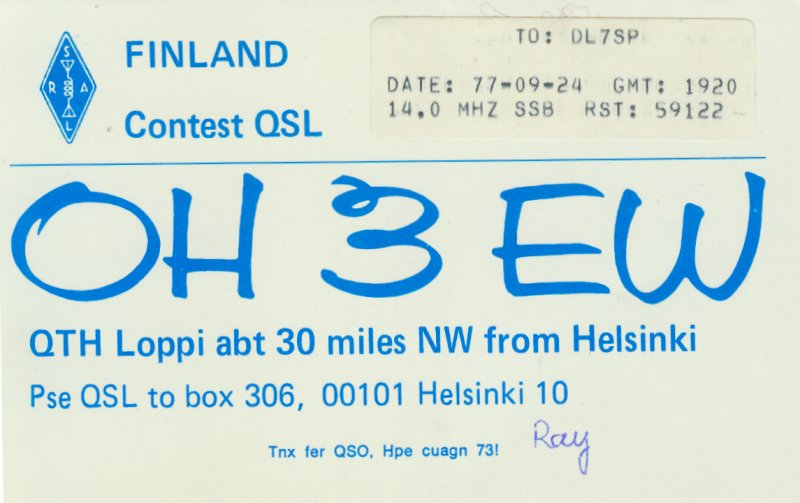 S
R A
L
FINLAND
Contest QSL
TO: DL7SP
DATE: 77-09-24 GMT: 1920
14.0 MHZ SSB RST: 59122
OH 3 EW
QTH Loppi abt 30 miles NW from Helsinki
Pse QSL to box 306, 00101 Helsinki 10
Tnx fer QSO, Hpe cuagn 73!
Ray